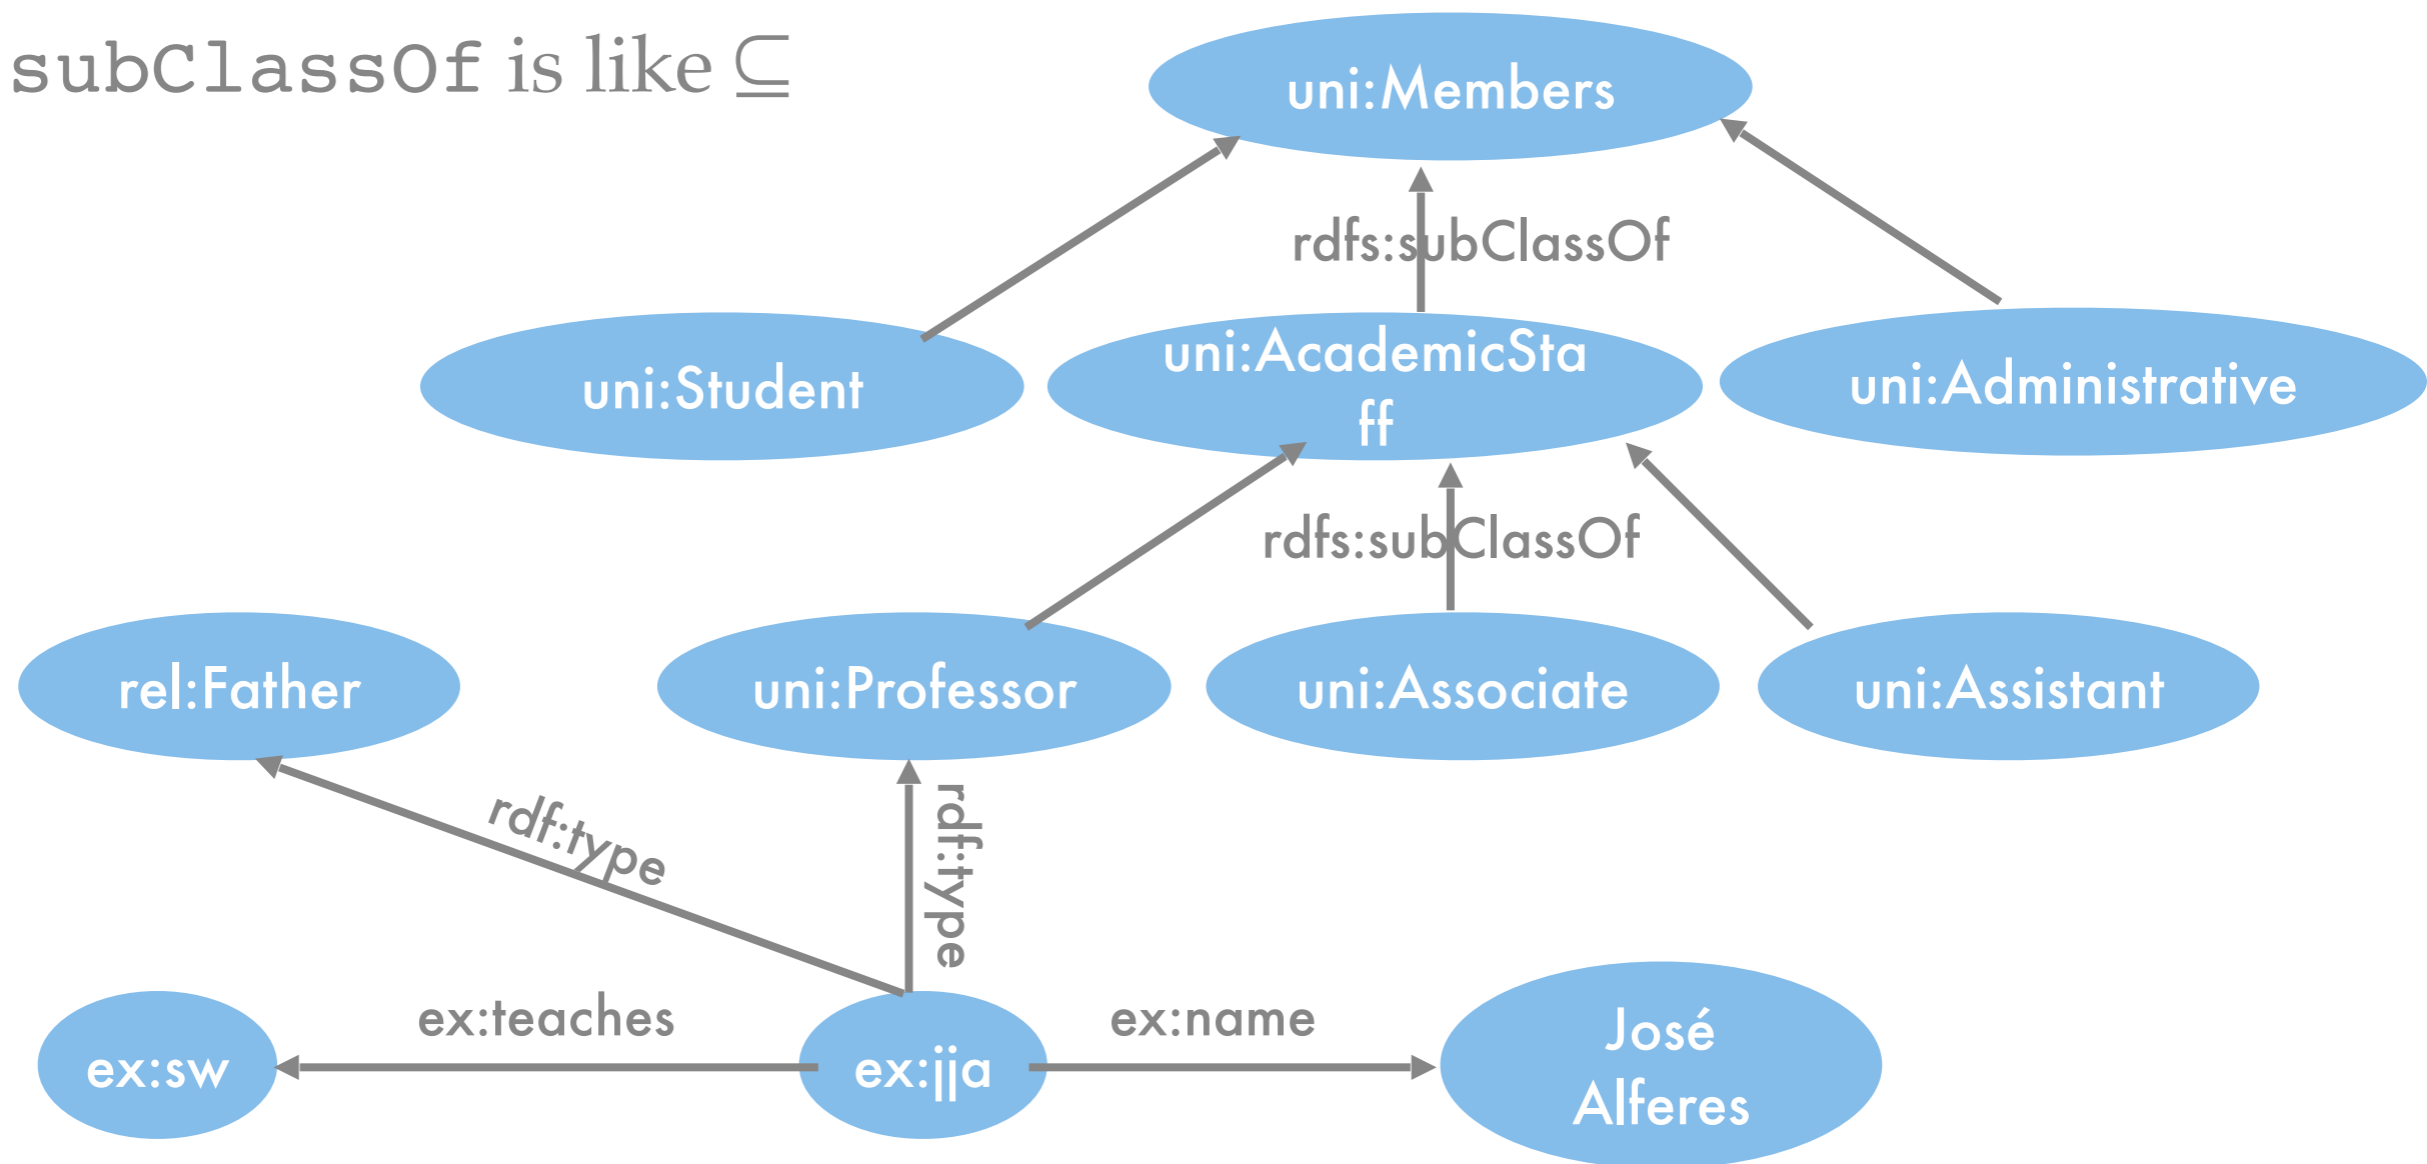 subClassOf is like ⊆
uni:Members
rdfs:subClassOf
uni:Student
uni:AcademicSta
ff
uni:Administrative
rdfs:subClassOf
rel:Father
uni:Professor
uni:Associate
uni:Assistant
rdf:type
rdf:type
ex:teaches
ex:name
ex:sw
ex:jja
José
Alferes